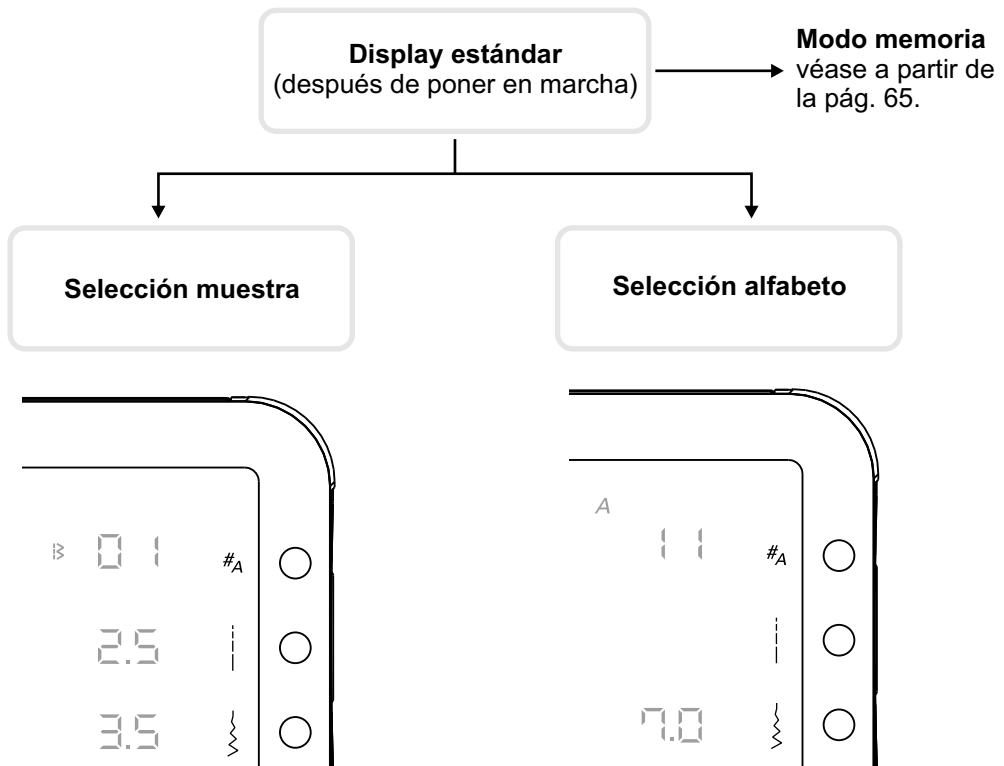 Display estándar
(después de poner en marcha)
Modo memoria
véase a partir de
la pág. 65.
Selección muestra
Selección alfabeto
01 #A
2.5
3.5
A
11 #A
7.0